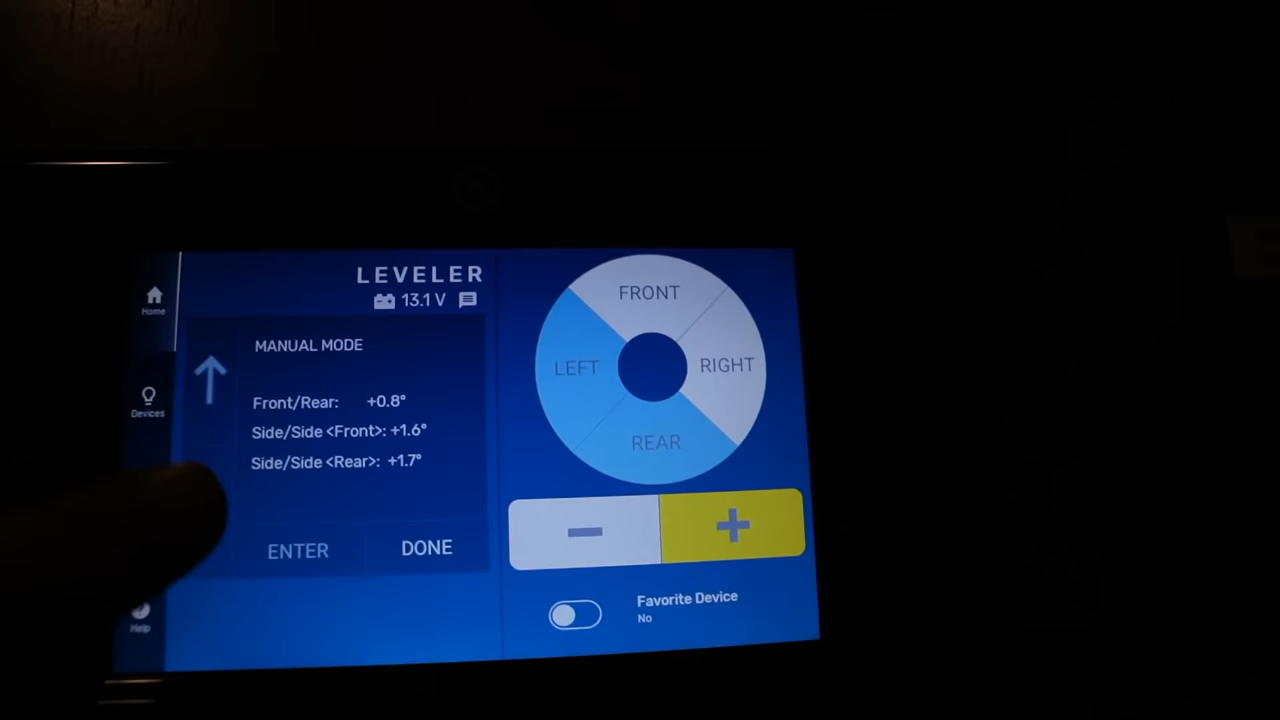 Home
Devices
Help
LEVELER
13.1 V
MANUAL MODE
Front/Rear: +0.8°
Side/Side <Front>: +1.6°
Side/Side <Rear>: +1.7°
ENTER
DONE
FRONT
LEFT
RIGHT
REAR
Favorite Device
No